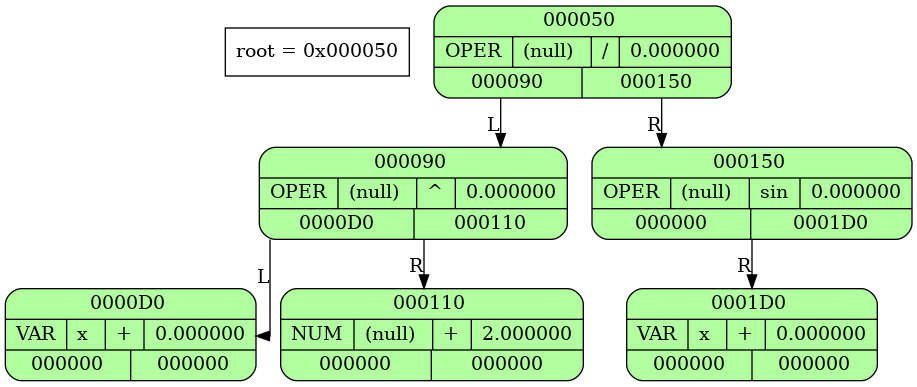 000050
root = 0x000050
OPER (null) / 0.000000
000090 000150
L R
000090 000150
OPER (null) ^ 0.000000 OPER (null) sin 0.000000
0000D0 000110 000000 0001D0
L R R
0000D0 000110 0001D0
VAR x + 0.000000 NUM (null) + 2.000000 VAR x + 0.000000
000000 000000 000000 000000 000000 000000